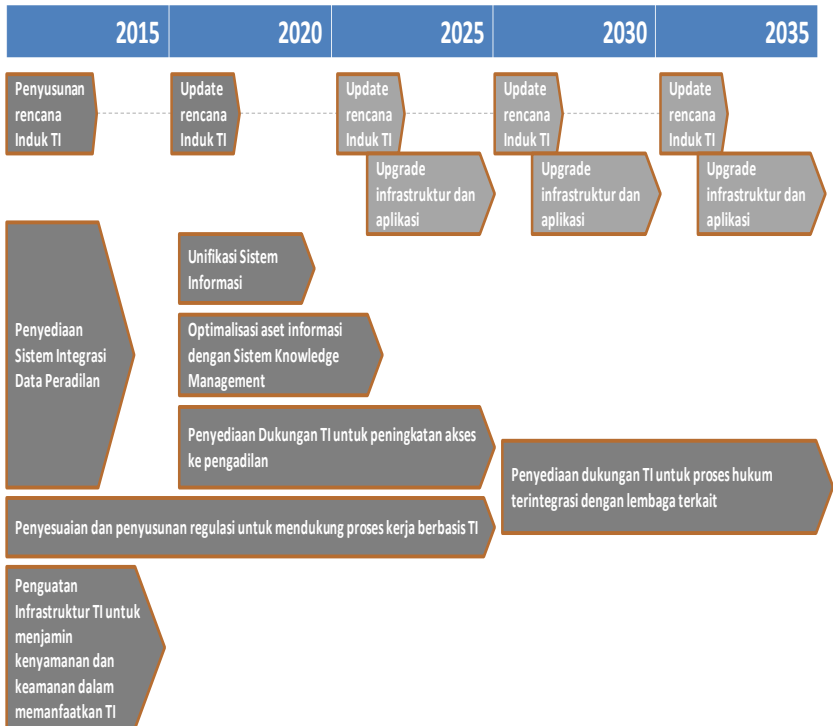 2015 2020 2025 2030 2035
Penyusunan
rencana
Induk TI
Update
rencana
Induk TI
Update
rencana
Induk TI
Update
rencana
Induk TI
Update
rencana
Induk TI
Upgrade
infrastruktur dan
aplikasi
Upgrade
infrastruktur dan
aplikasi
Upgrade
infrastruktur dan
aplikasi
Penyediaan
Sistem Integrasi
Data Peradilan
Unifikasi Sistem
Informasi
Optimalisasi aset informasi
dengan Sistem Knowledge
Management
Penyediaan Dukungan TI untuk peningkatan akses
ke pengadilan
Penyediaan dukungan TI untuk proses hukum
terintegrasi dengan lembaga terkait
Penyesuaian dan penyusunan regulasi untuk mendukung proses kerja berbasis TI
Penguatan
Infrastruktur TI untuk
menjamin
kenyamanan dan
keamanan dalam
memanfaatkan TI